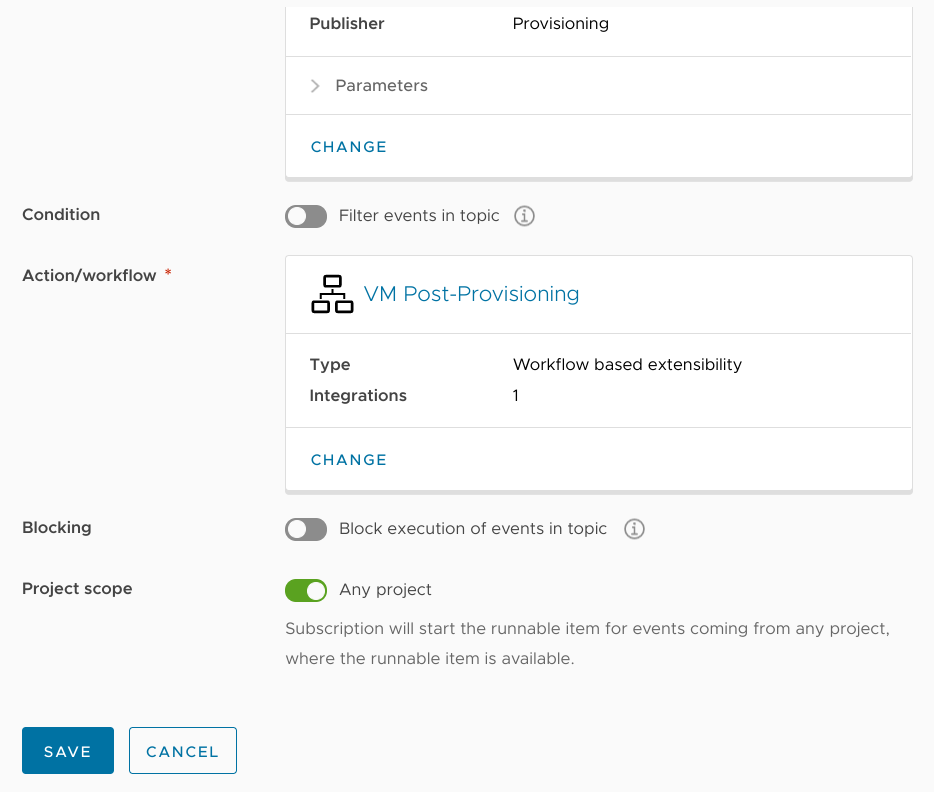 Publisher Provisioning
Parameters
CHANGE
Condition Filter events in topic
Action/workflow *
VM Post-Provisioning
Type Workflow based extensibility
Integrations 1
CHANGE
Blocking Block execution of events in topic
Project scope Any project
Subscription will start the runnable item for events coming from any project,
where the runnable item is available.
SAVE CANCEL